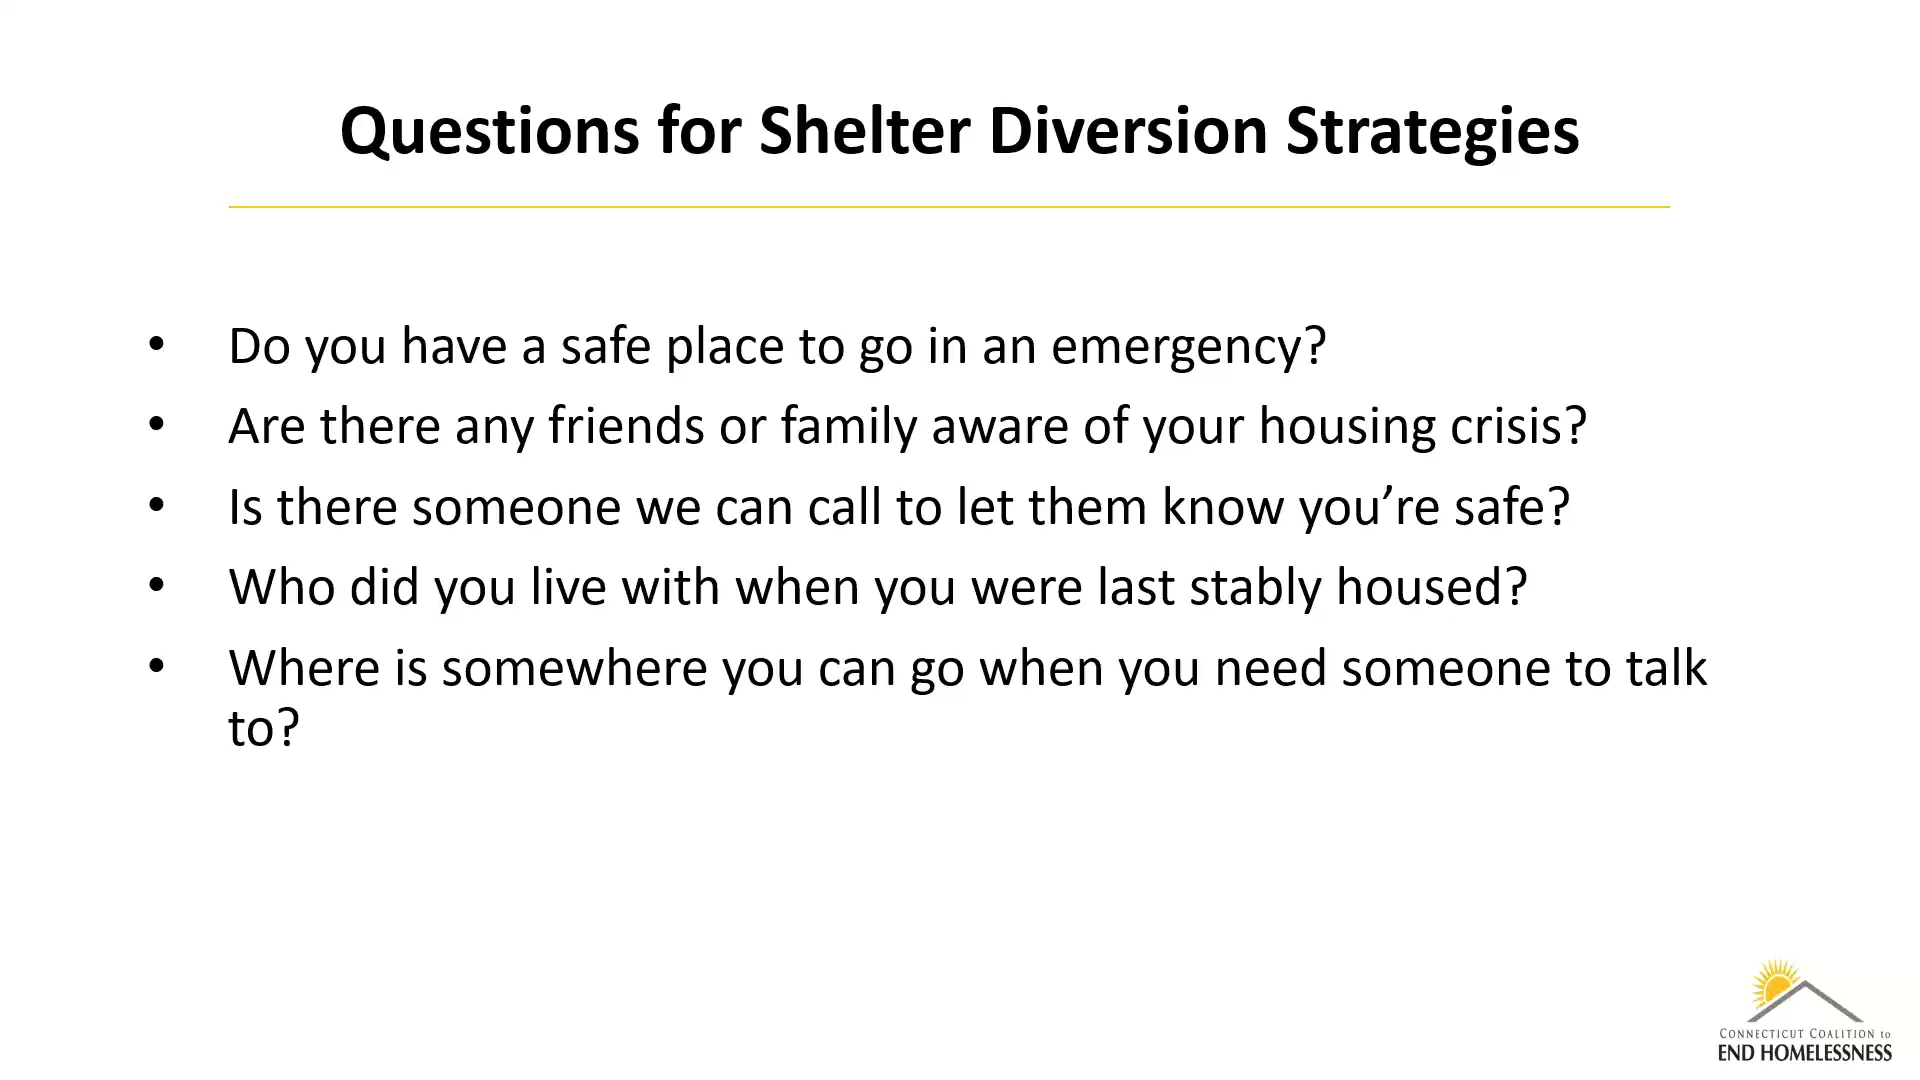 Questions for Shelter Diversion Strategies
• Do you have a safe place to go in an emergency?
• Are there any friends or family aware of your housing crisis?
• Is there someone we can call to let them know you’re safe?
• Who did you live with when you were last stably housed?
• Where is somewhere you can go when you need someone to talk
to?
CONNECTICUT COALITION to
END HOMELESSNESS